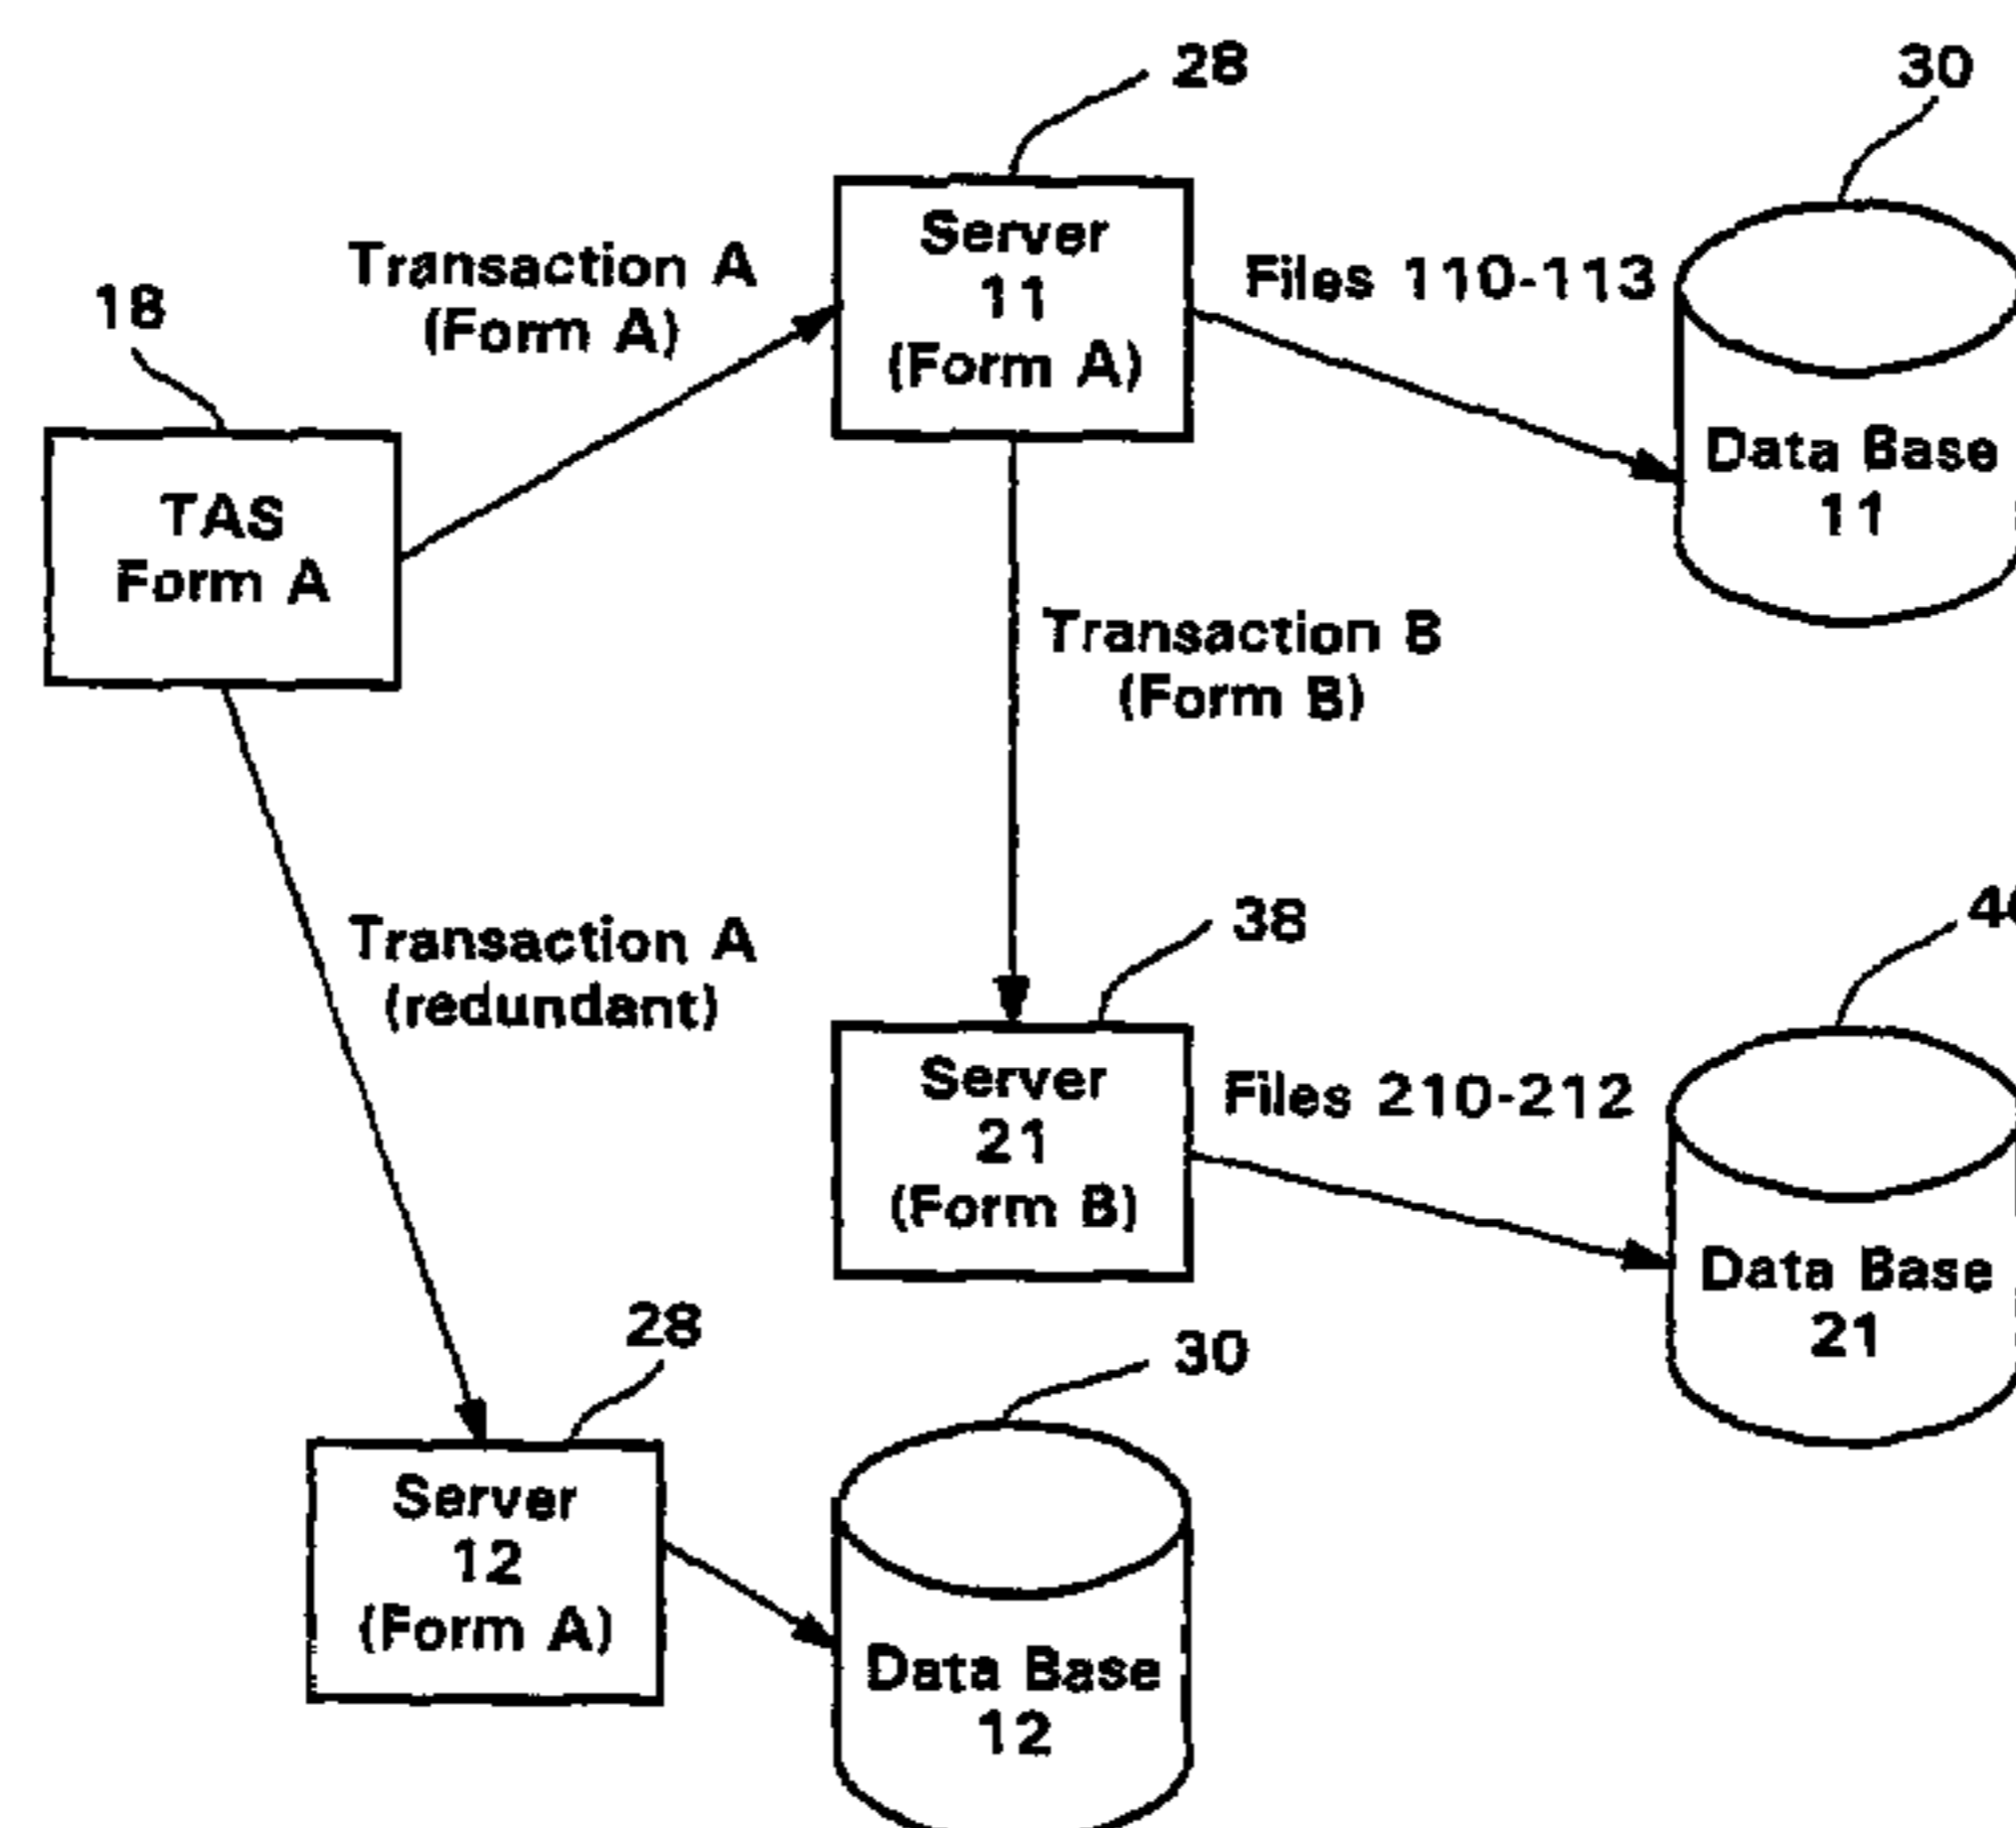 28
30
Server
11
(Form A)
Transaction A
(Form A)
Files 110-113
18
Data Base
11
TAS
Form A
Transaction B
(Form B)
38
Transaction A
(redundant)
Server
21
(Form B)
Files 210-212
Data Base
21
28
30
Server
12
(Form A)
Data Base
12